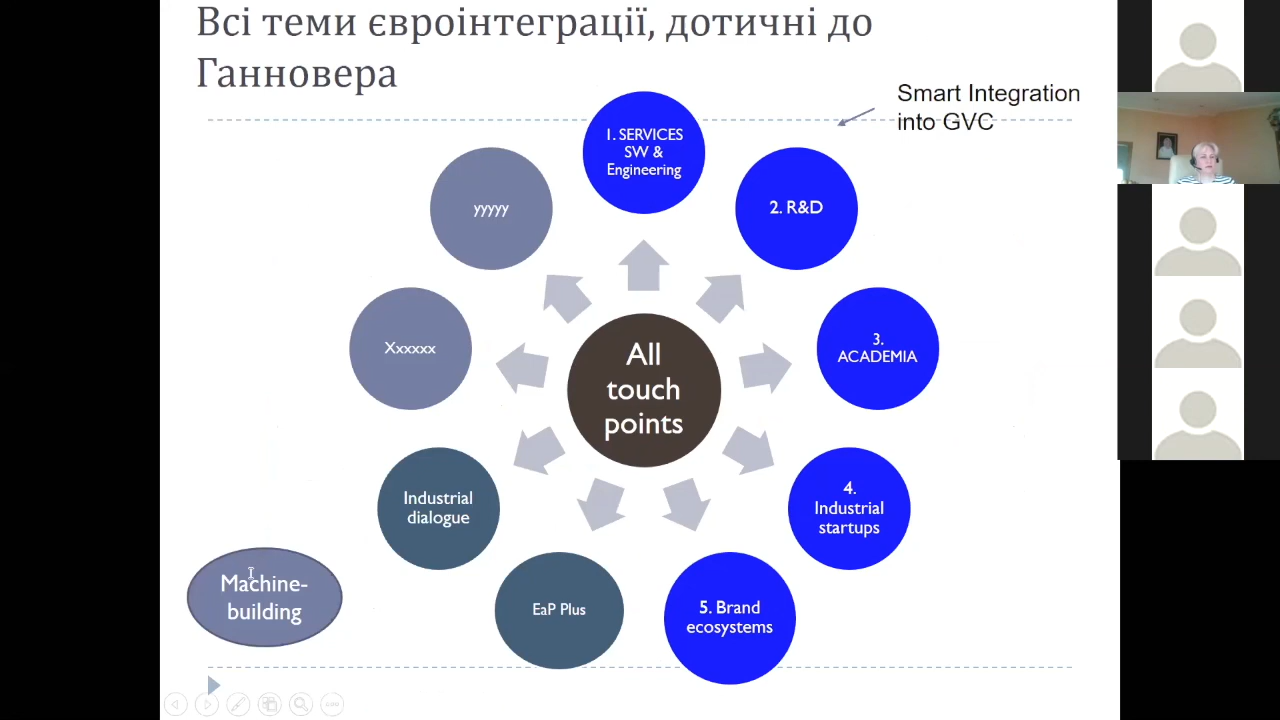 Всі теми євроінтеграції, дотичні до
Ганновера
Smart Integration
into GVC
1. SERVICES
SW &
Engineering
2. R&D
3.
ACADEMIA
4.
Industrial
startups
5. Brand
ecosystems
EaP Plus
Industrial
dialogue
Xxxxxx
yyyyy
All
touch
points
Machine-
building